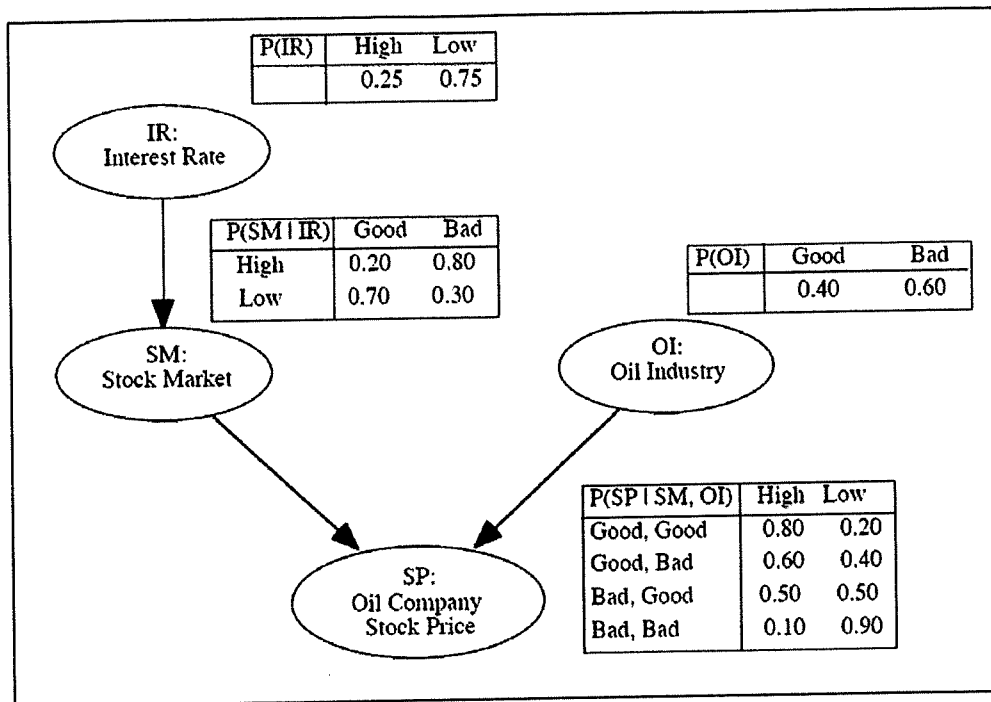 P(IR) High Low
0.25 0.75
IR:
Interest Rate
P(SM | IR) Good Bad
High 0.20 0.80
Low 0.70 0.30
P(OI) Good Bad
0.40 0.60
SM:
Stock Market
OI:
Oil Industry
P(SP | SM, OI) High Low
Good, Good 0.80 0.20
Good, Bad 0.60 0.40
Bad, Good 0.50 0.50
Bad, Bad 0.10 0.90
SP:
Oil Company
Stock Price